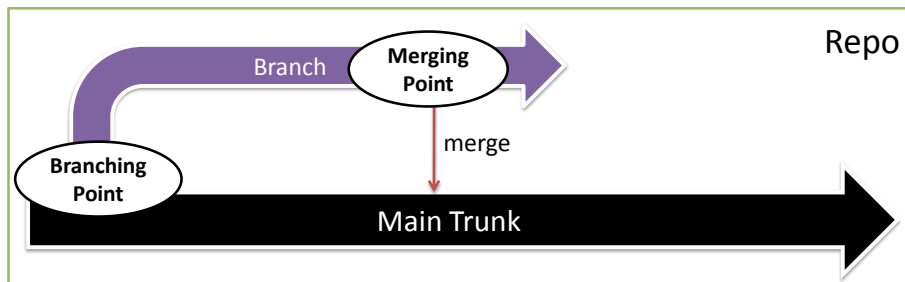 Repo
Branch
Merging
Point
merge
Branching
Point
Main Trunk